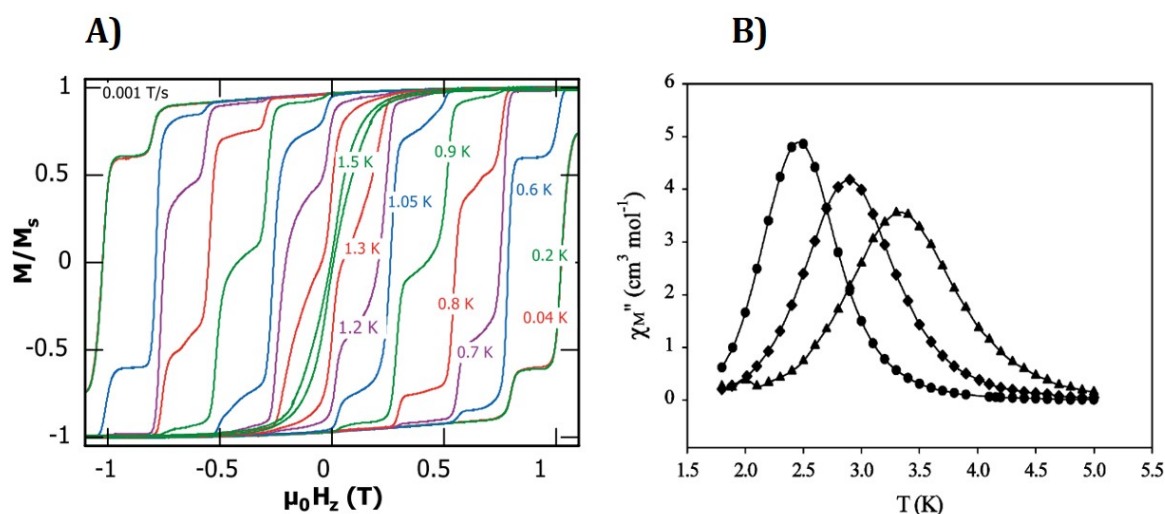 A)
B)
0.001 T/s
1
0.5
0
-0.5
-1
M/Ms
1.5 K
0.9 K
1.05 K
0.6 K
1.3 K
0.2 K
1.2 K
0.8 K
0.04 K
0.7 K
-1
-0.5
0
0.5
1
μ₀Hz (T)
6
5
4
3
2
1
0
χM" (cm³ mol⁻¹)
1.5
2.0
2.5
3.0
3.5
4.0
4.5
5.0
5.5
T (K)